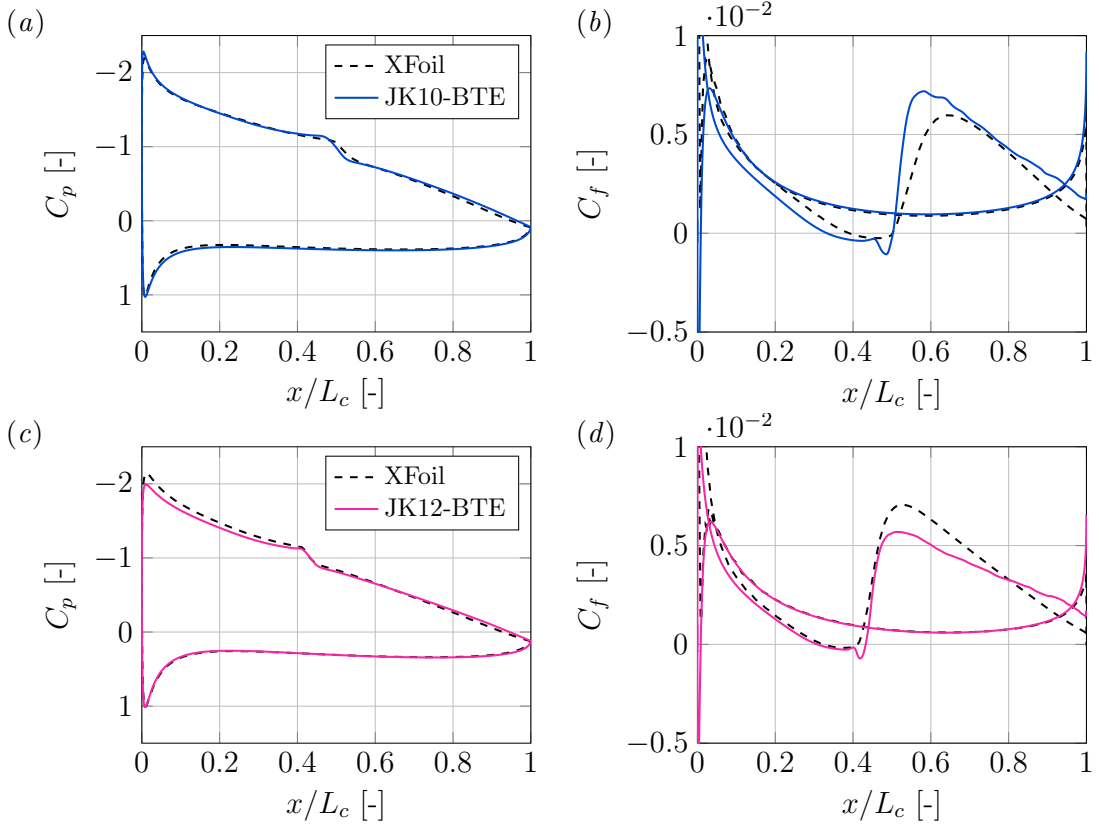 (a)
−2
−1
0
1
C_p [-]
XFoil
JK10-BTE
0 0.2 0.4 0.6 0.8 1
x/L_c [-]
(b)
·10^−2
1
0.5
0
−0.5
C_f [-]
0 0.2 0.4 0.6 0.8 1
x/L_c [-]
(c)
−2
−1
0
1
C_p [-]
XFoil
JK12-BTE
0 0.2 0.4 0.6 0.8 1
x/L_c [-]
(d)
·10^−2
1
0.5
0
−0.5
C_f [-]
0 0.2 0.4 0.6 0.8 1
x/L_c [-]